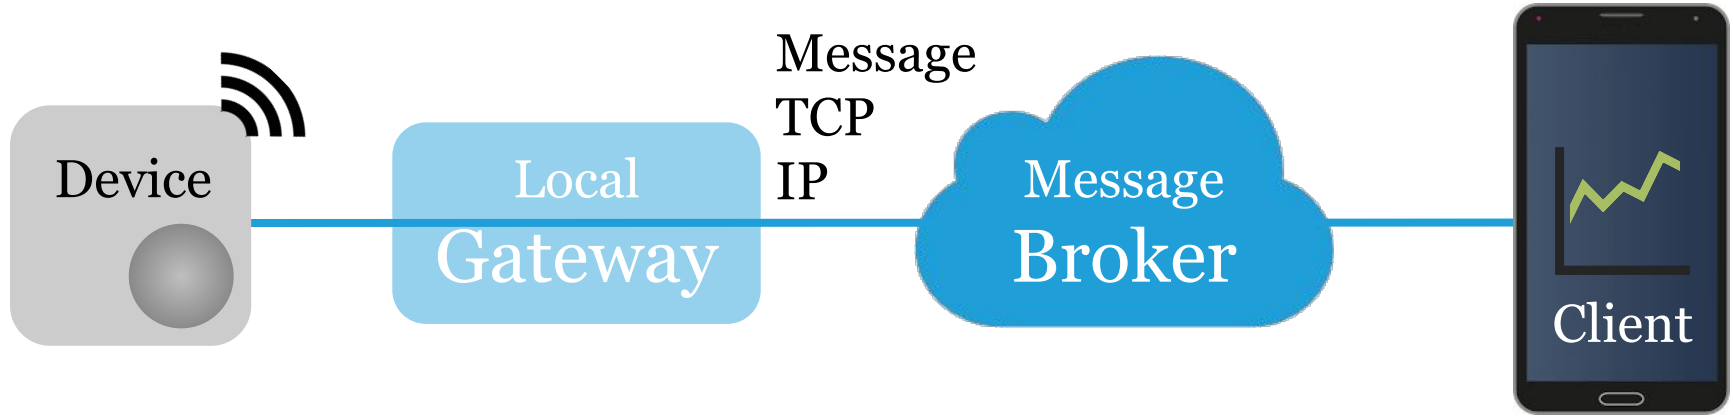 Device
Local
Gateway
Message
TCP
IP
Message
Broker
Client